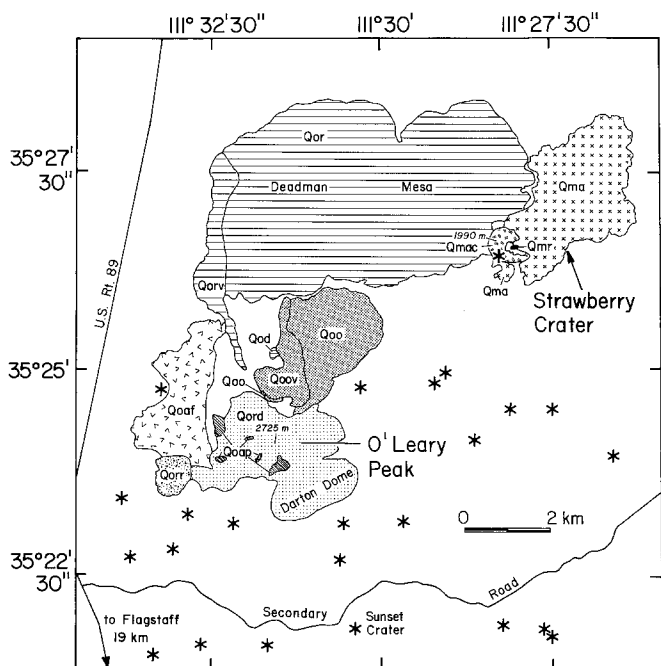 111° 32' 30"
111° 30'
111° 27' 30"
35° 27'
30"
35° 25'
35° 22'
30"
U.S. Rt. 89
Qor
Deadman Mesa
Qma
1990 m.
Qmac
Qmr
Qma
Strawberry
Crater
Qorv
Qod
Qoo
Qao
Qoov
Qoaf
Qord
2725 m
Qoap
O'Leary
Peak
Qorr
Darton Dome
0 2 km
Secondary Road
to Flagstaff
19 km
Sunset
Crater